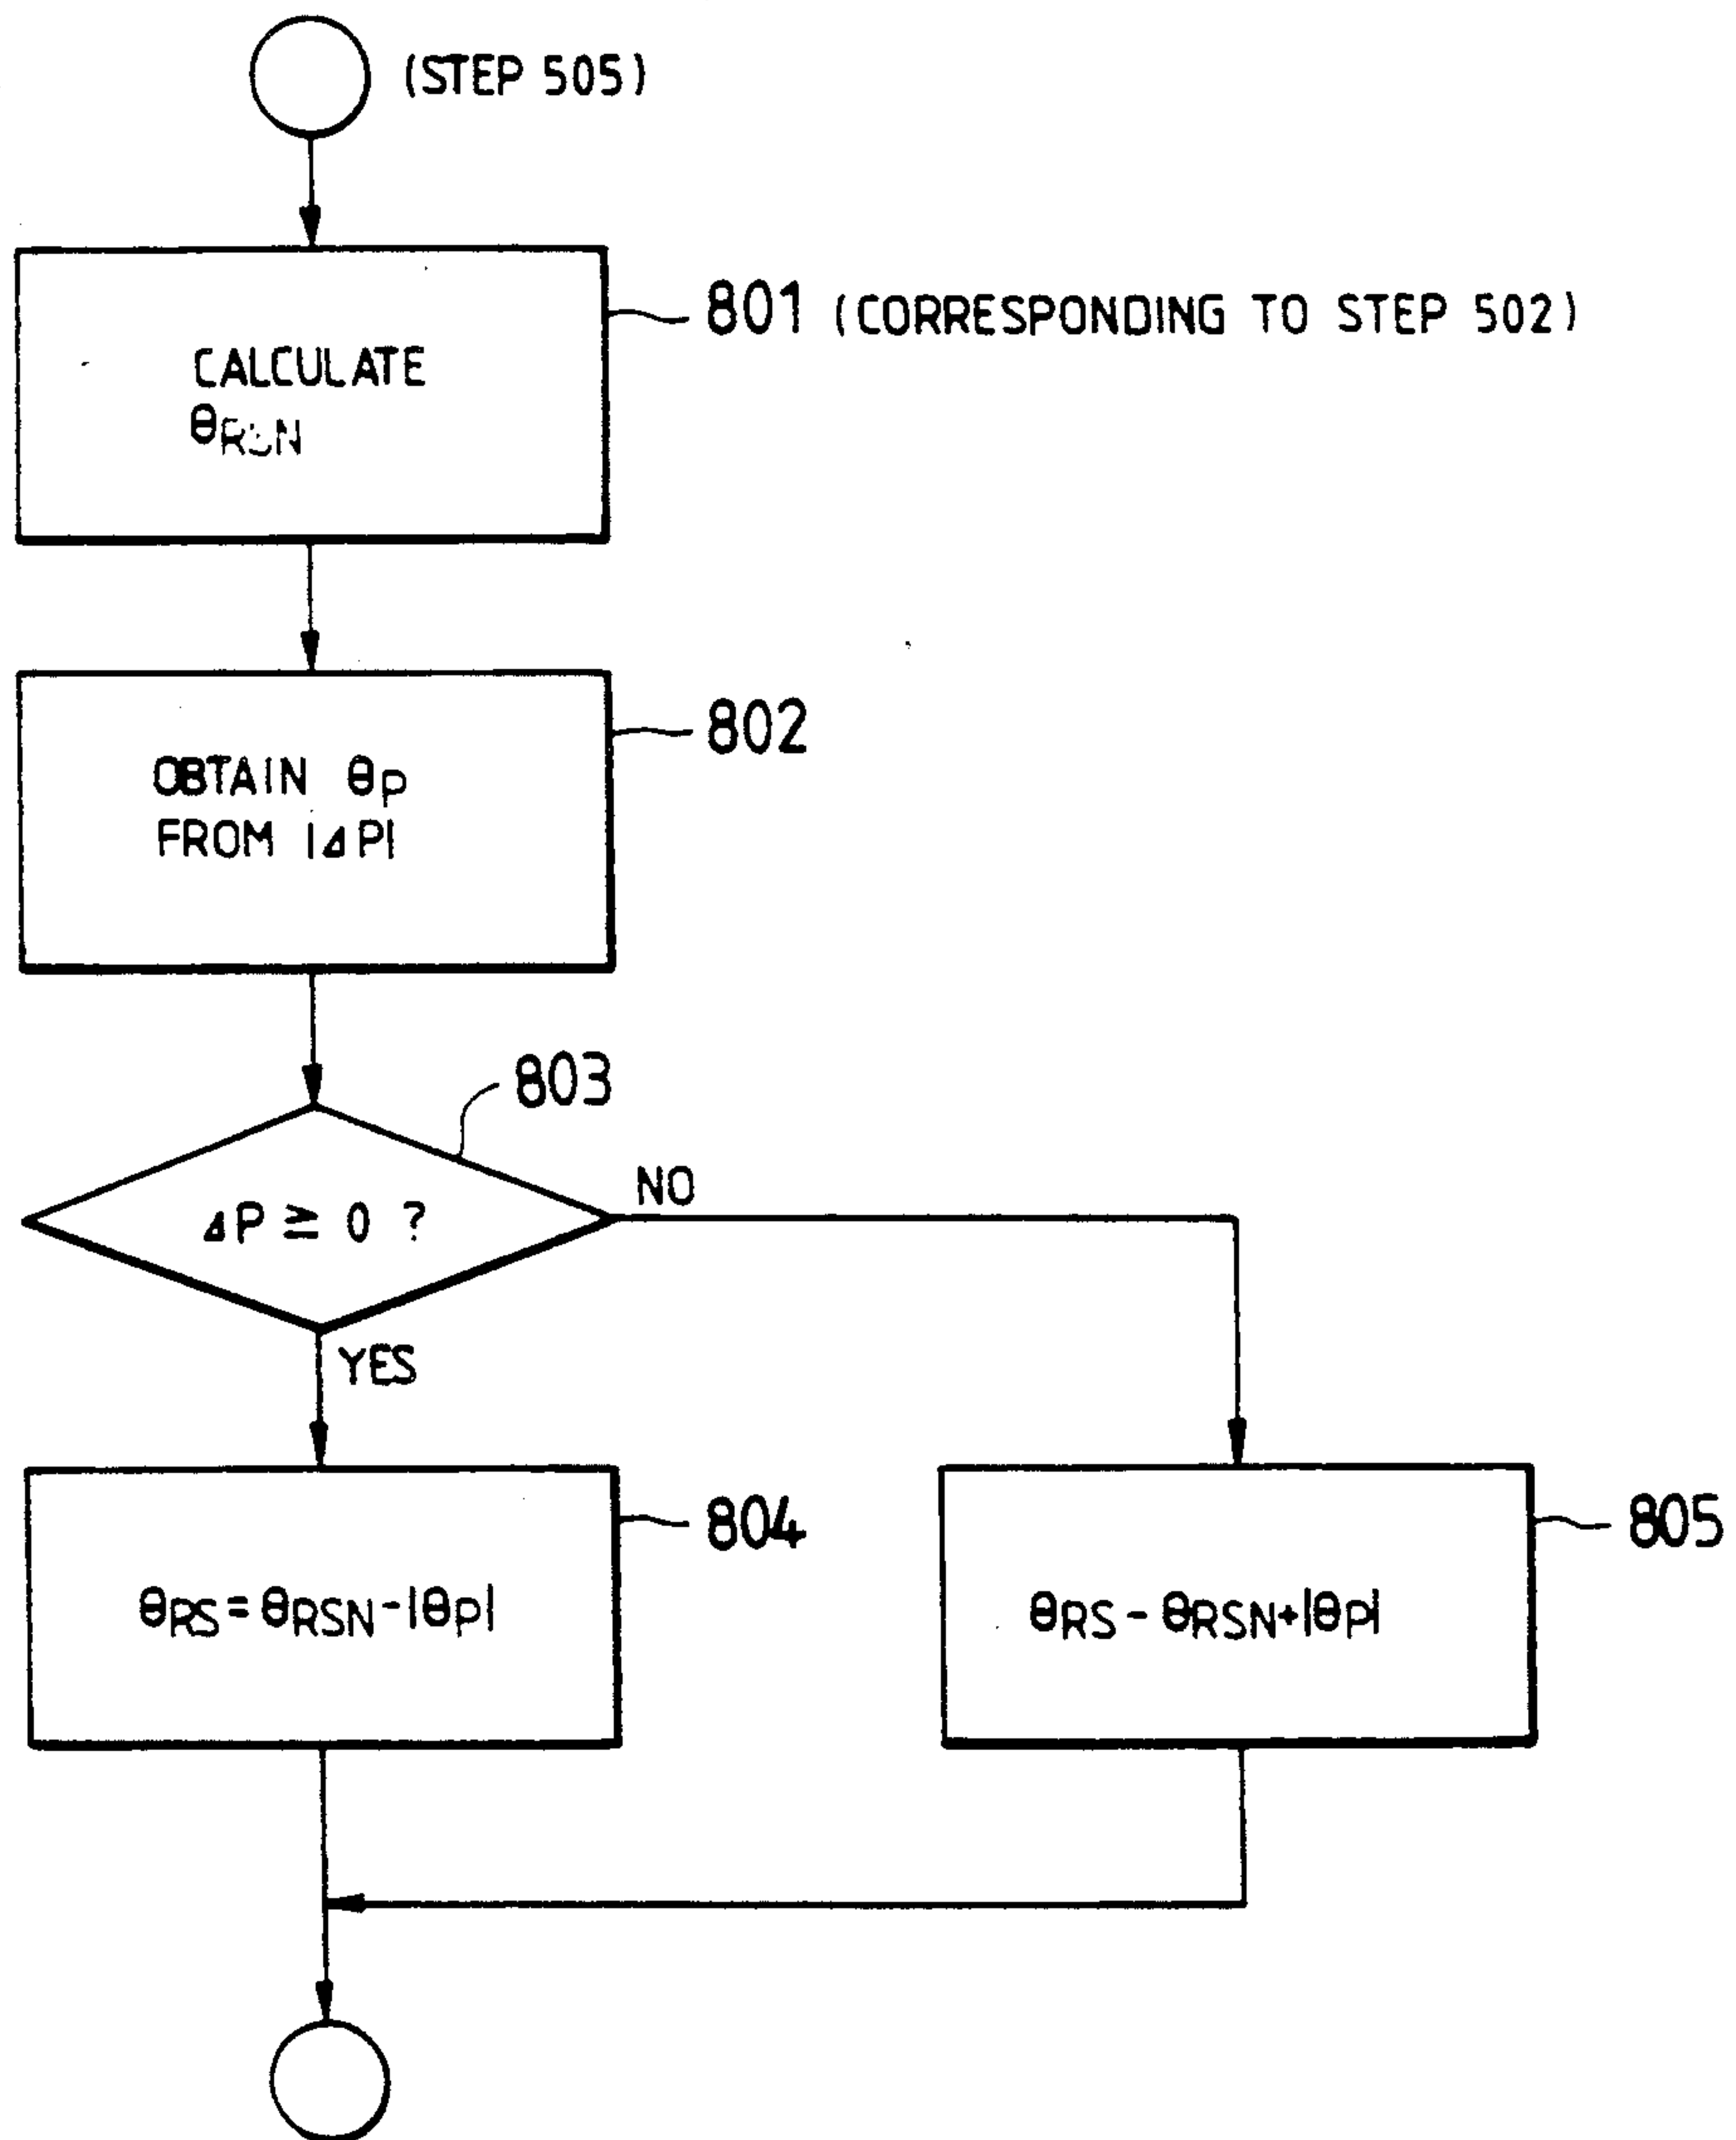 (STEP 505)
801 (CORRESPONDING TO STEP 502)
CALCULATE
θRSN
802
OBTAIN θP
FROM |ΔP|
803
ΔP ≧ 0 ?
NO
YES
804
θRS = θRSN - |θP|
805
θRS - θRSN + |θP|